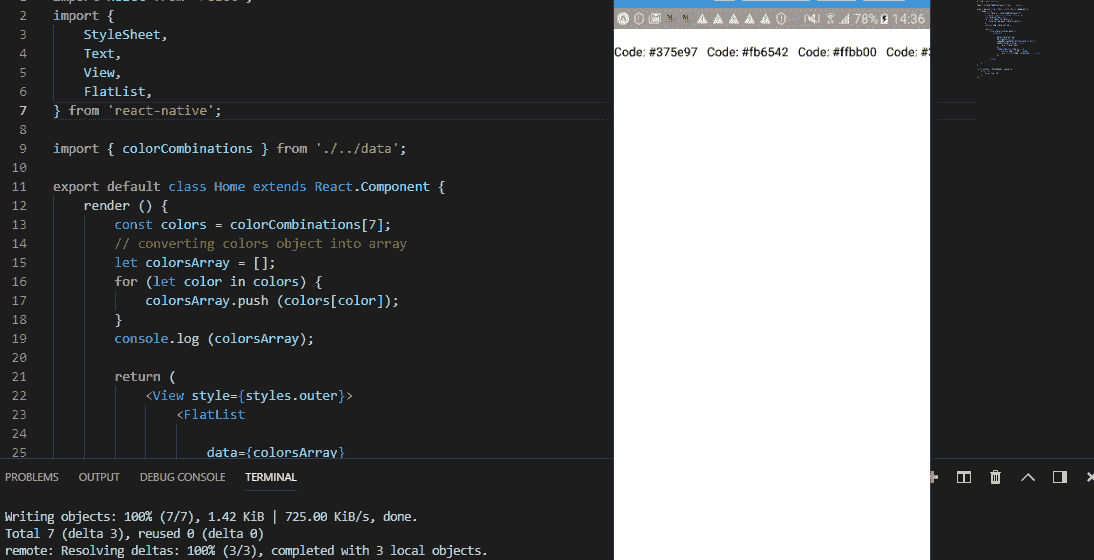 import React from 'react';
2 import {
3 StyleSheet,
4 Text,
5 View,
6 FlatList,
7 } from 'react-native';
8
9 import { colorCombinations } from './../data';
10
11 export default class Home extends React.Component {
12 render () {
13 const colors = colorCombinations[7];
14 // converting colors object into array
15 let colorsArray = [];
16 for (let color in colors) {
17 colorsArray.push (colors[color]);
18 }
19 console.log (colorsArray);
20
21 return (
22 <View style={styles.outer}>
23 <FlatList
24
25 data={colorsArray}
78% 14:36
Code: #375e97 Code: #fb6542 Code: #ffbb00 Code: #
PROBLEMS OUTPUT DEBUG CONSOLE TERMINAL
Writing objects: 100% (7/7), 1.42 KiB | 725.00 KiB/s, done.
Total 7 (delta 3), reused 0 (delta 0)
remote: Resolving deltas: 100% (3/3), completed with 3 local objects.